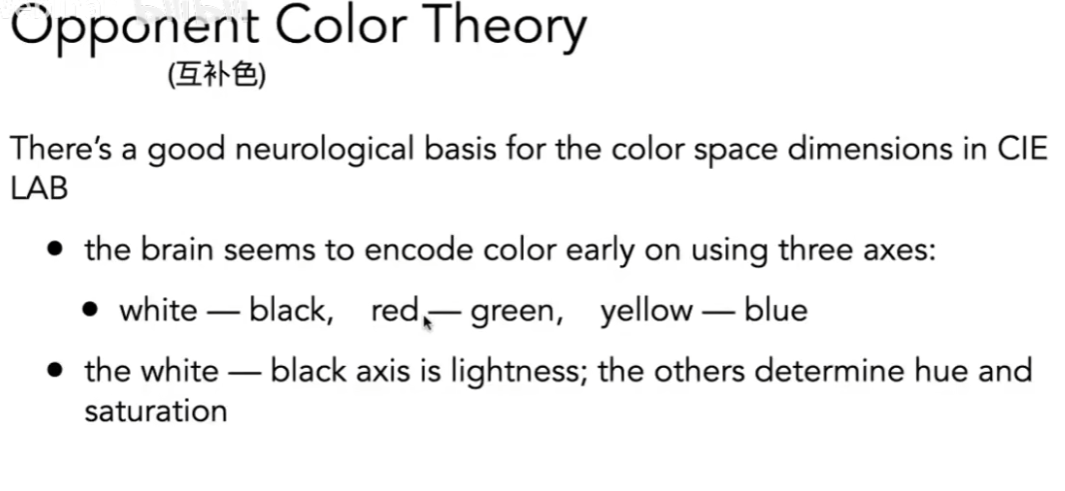 Opponent Color Theory
(互补色)
There's a good neurological basis for the color space dimensions in CIE
LAB
• the brain seems to encode color early on using three axes:
• white — black, red — green, yellow — blue
• the white — black axis is lightness; the others determine hue and
saturation